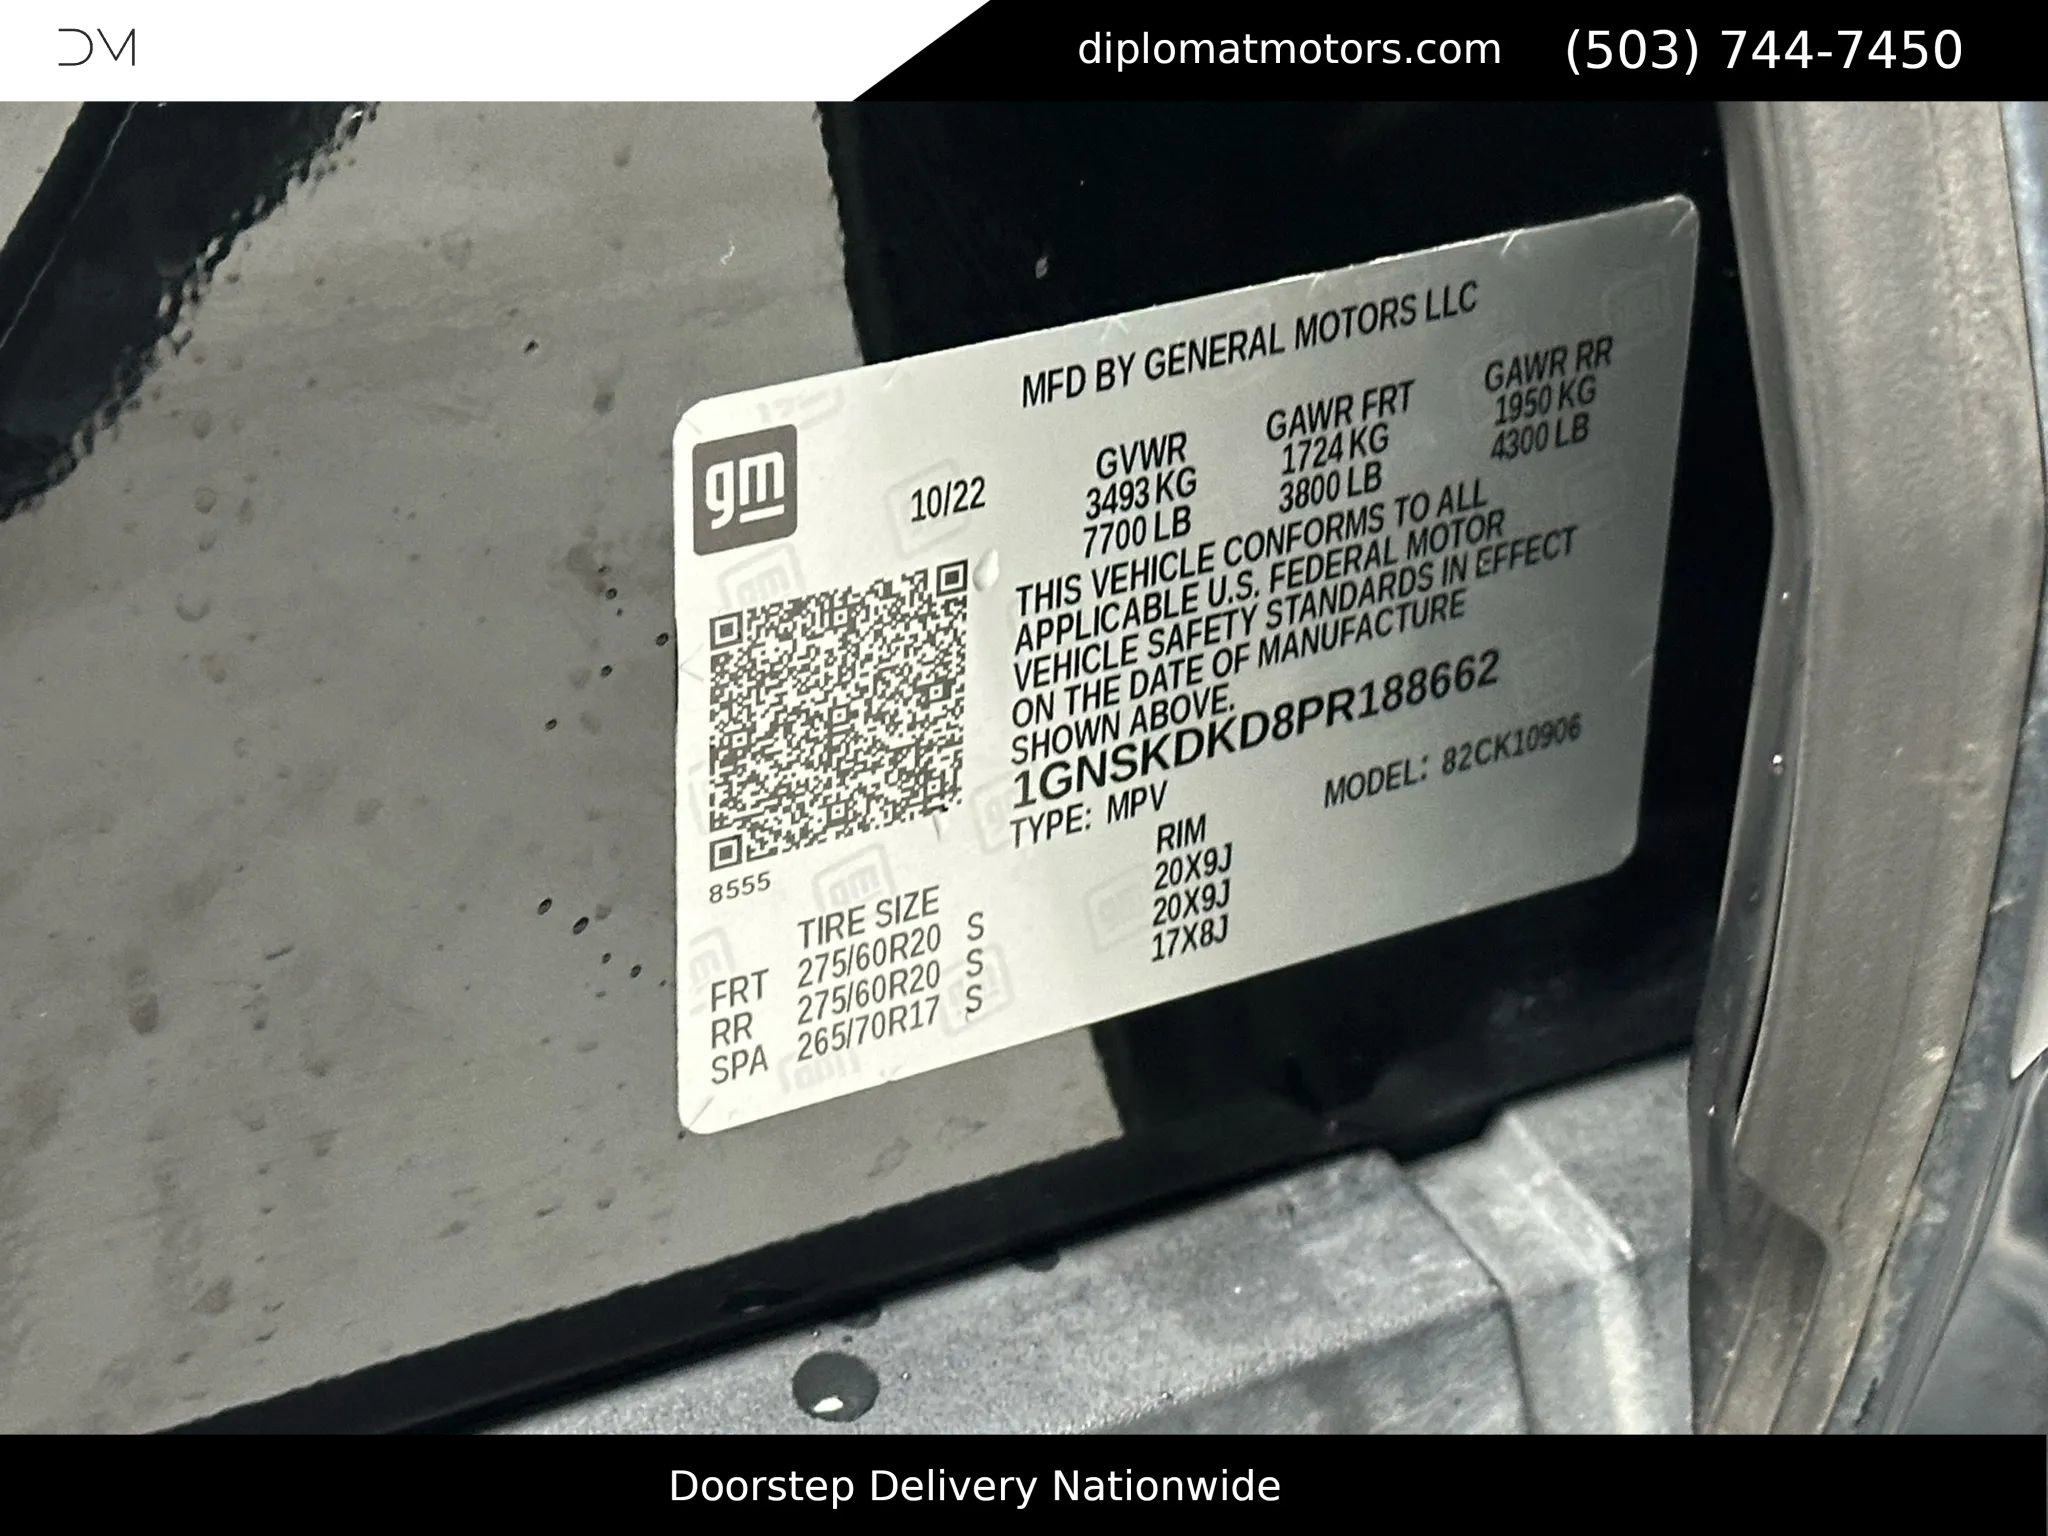 DM
diplomatmotors.com (503) 744-7450
MFD BY GENERAL MOTORS LLC
gm
10/22
GVWR GAWR FRT GAWR RR
3493 KG 1724 KG 1950 KG
7700 LB 3800 LB 4300 LB
THIS VEHICLE CONFORMS TO ALL
APPLICABLE U.S. FEDERAL MOTOR
VEHICLE SAFETY STANDARDS IN EFFECT
ON THE DATE OF MANUFACTURE
SHOWN ABOVE.
1GNSKDKD8PR188662
TYPE: MPV MODEL: 82CK10906
8555
TIRE SIZE RIM
FRT 275/60R20 S 20X9J
RR 275/60R20 S 20X9J
SPA 265/70R17 S 17X8J
Doorstep Delivery Nationwide